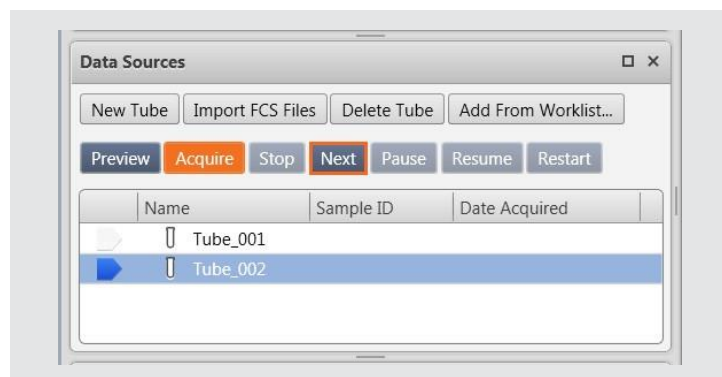 Data Sources
New Tube Import FCS Files Delete Tube Add From Worklist...
Preview Acquire Stop Next Pause Resume Restart
Name Sample ID Date Acquired
Tube_001
Tube_002